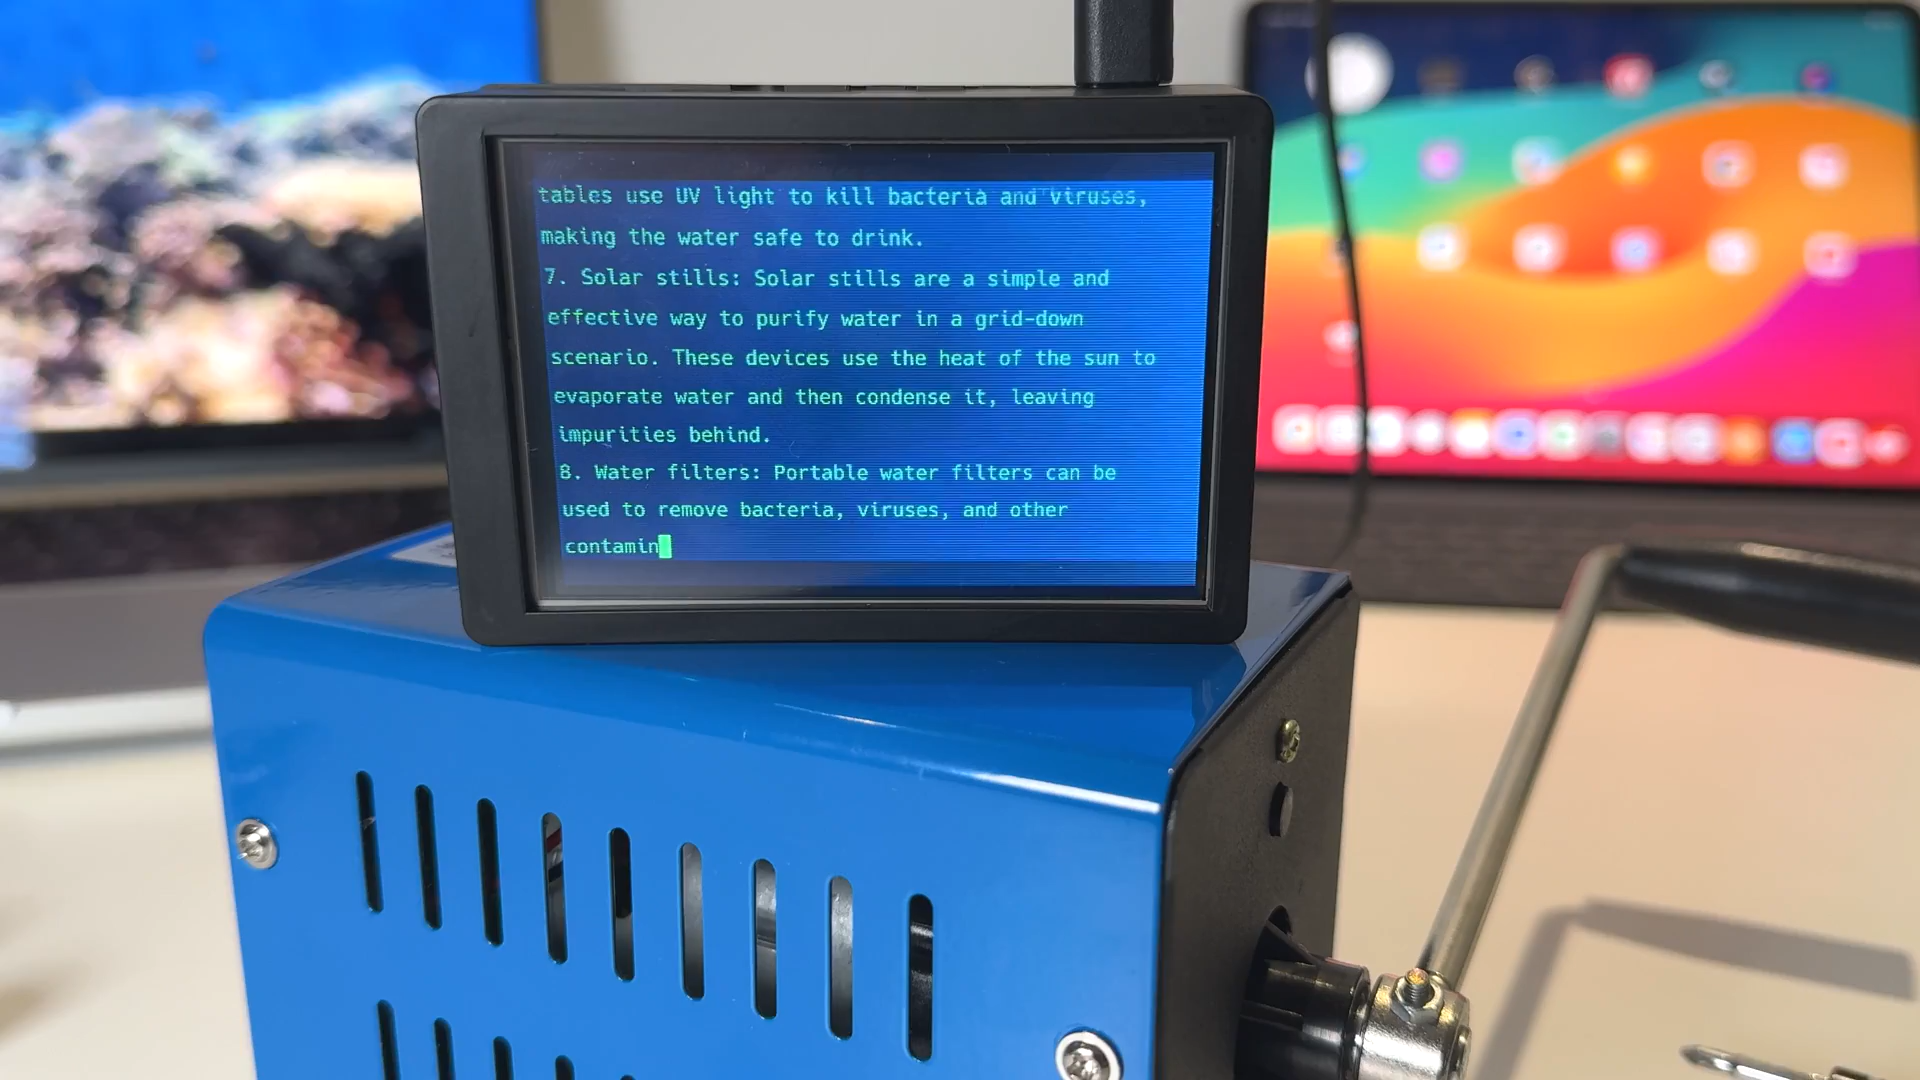 tables use UV light to kill bacteria and viruses,
making the water safe to drink.
7. Solar stills: Solar stills are a simple and
effective way to purify water in a grid-down
scenario. These devices use the heat of the sun to
evaporate water and then condense it, leaving
impurities behind.
8. Water filters: Portable water filters can be
used to remove bacteria, viruses, and other
contamin